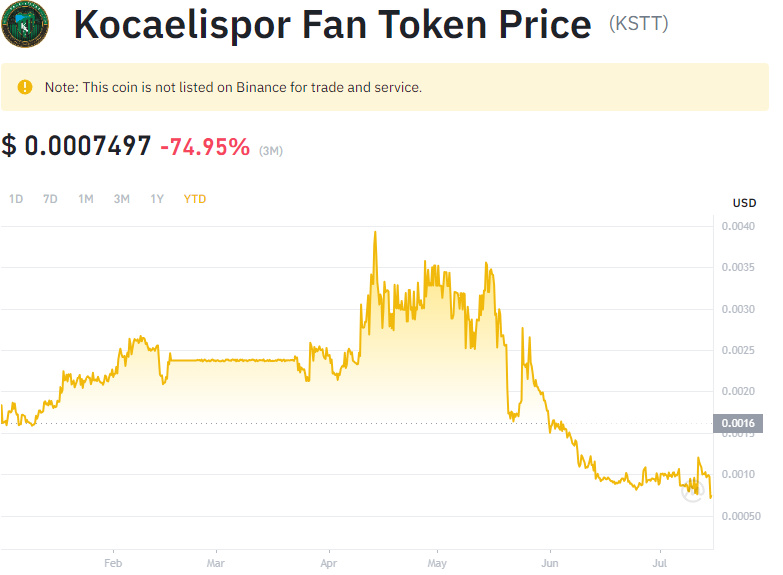 Kocaelispor Fan Token Price (KSTT)
Note: This coin is not listed on Binance for trade and service.
$ 0.0007497 -74.95% (3M)
1D 7D 1M 3M 1Y YTD
USD
0.0040
0.0035
0.0030
0.0025
0.0020
0.0016
0.0015
0.0010
0.00050
Feb Mar Apr May Jun Jul